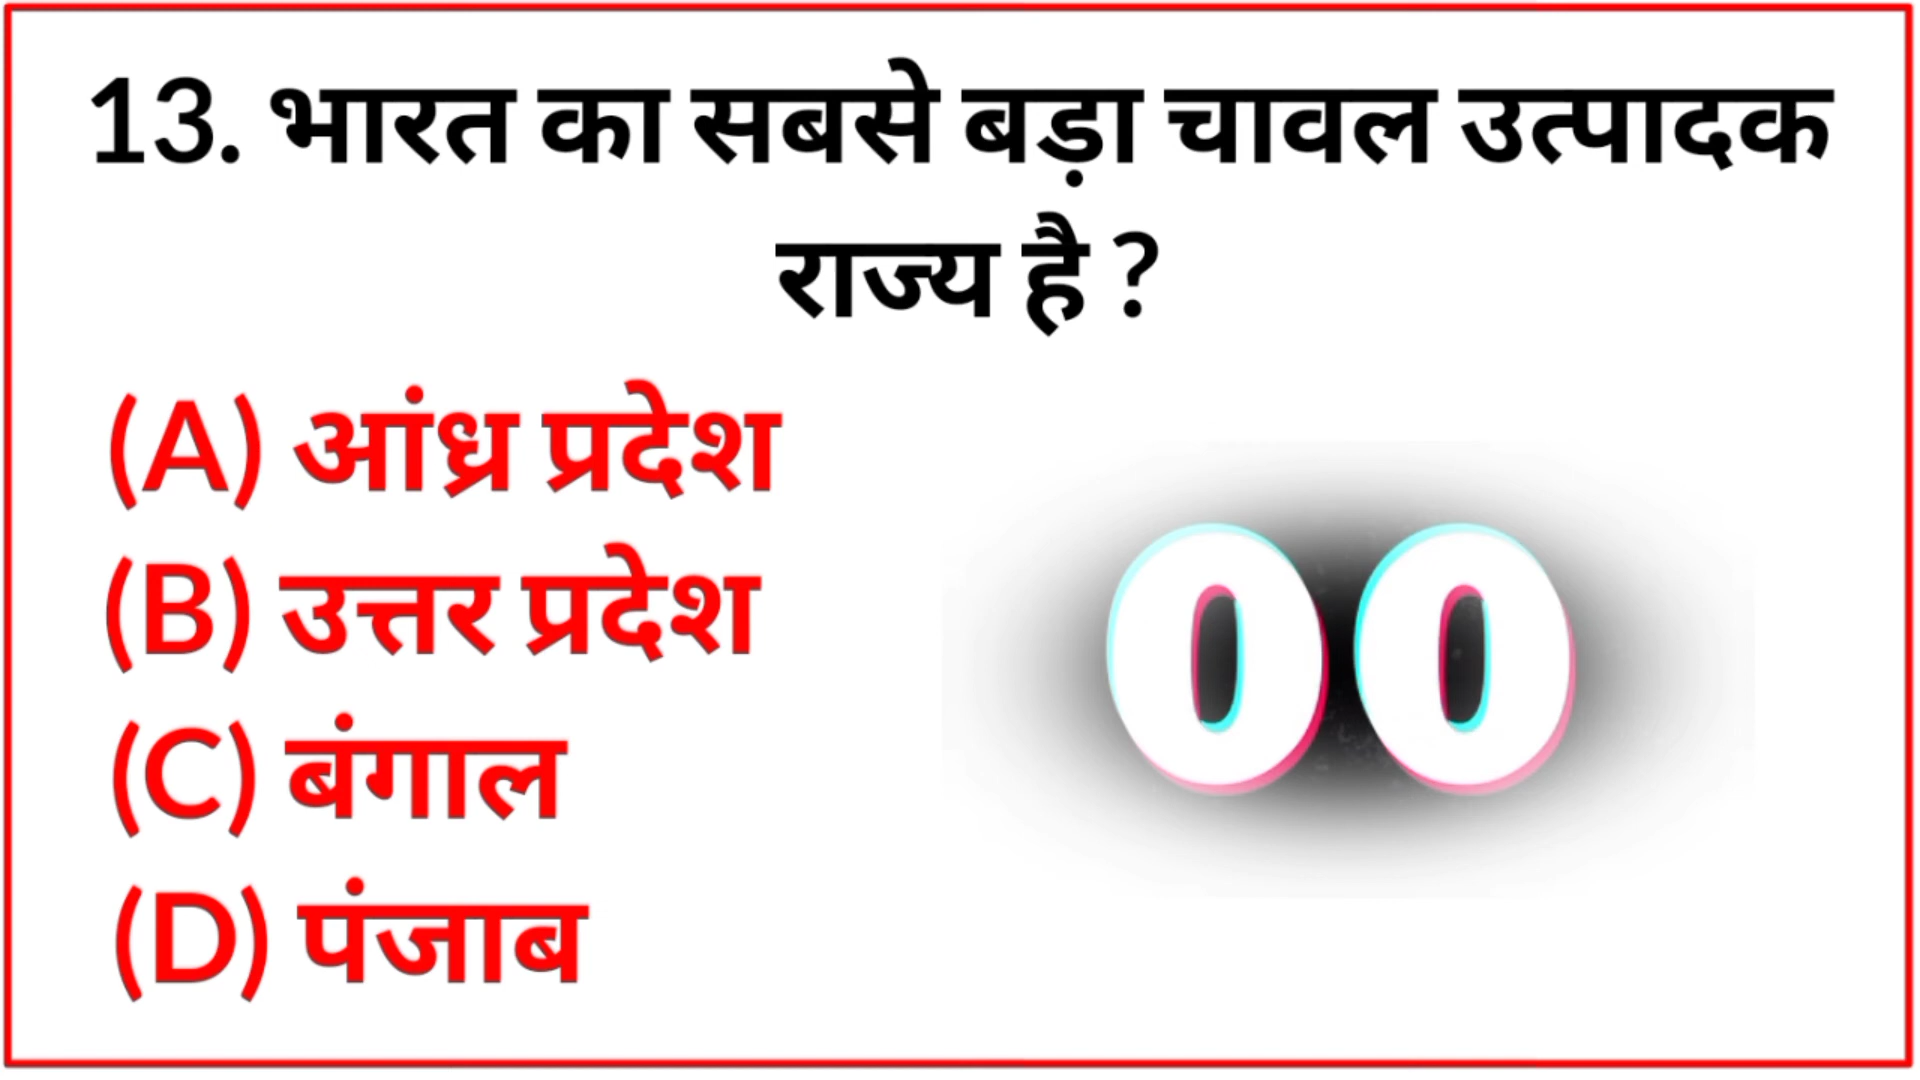 13. भारत का सबसे बड़ा चावल उत्पादक
राज्य है ?
(A) आंध्र प्रदेश
(B) उत्तर प्रदेश
(C) बंगाल
(D) पंजाब
00